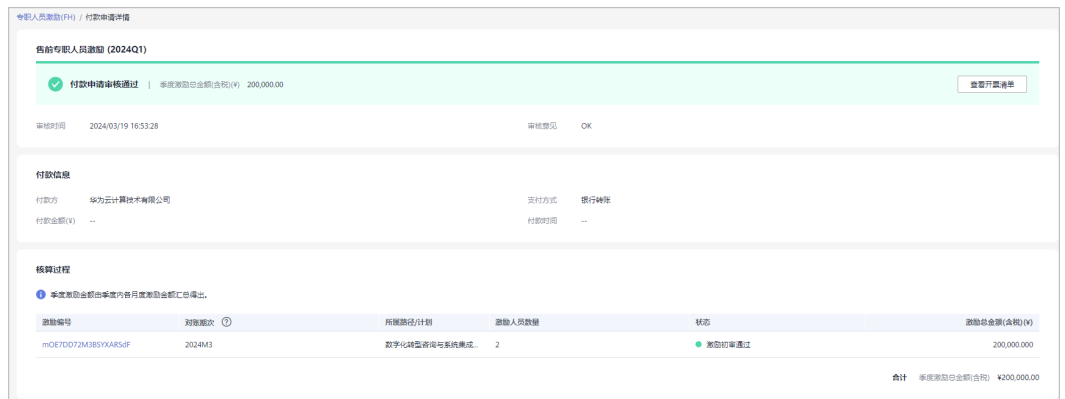 专职人员激励(FH) / 付款申请详情
售前专职人员激励 (2024Q1)
付款申请审核通过 | 季度激励总金额(含税)(¥) 200,000.00 查看开票清单
审核时间 2024/03/19 16:53:28 审核意见 OK
付款信息
付款方 华为云计算技术有限公司 支付方式 银行转账
付款金额(¥) -- 付款时间 --
核算过程
季度激励金额由季度内各月度激励金额汇总得出。
激励编号 对账期次 所属路径/计划 激励人员数量 状态 激励总金额(含税)(¥)
mOE7DD72M3BSYXARSdF 2024M3 数字化转型咨询与系统集成... 2 激励初审通过 200,000.000
合计 季度激励总金额(含税) ¥200,000.00